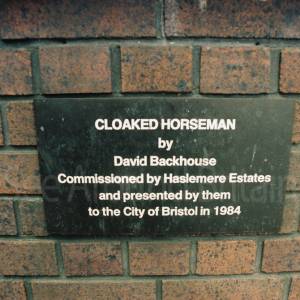 CLOAKED HORSEMAN
by
David Backhouse
Commissioned by Haslemere Estates
and presented by them
to the City of Bristol in 1984